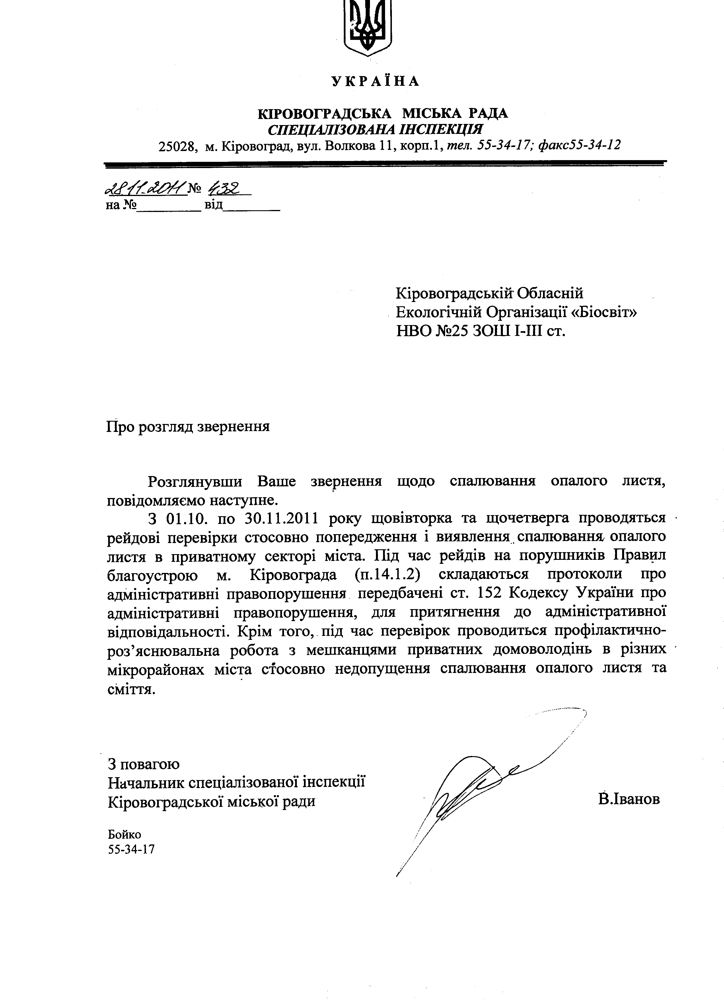 УКРАЇНА
КІРОВОГРАДСЬКА МІСЬКА РАДА
СПЕЦІАЛІЗОВАНА ІНСПЕКЦІЯ
25028, м. Кіровоград, вул. Волкова 11, корп.1, тел. 55-34-17; факс55-34-12
28.11.2011 № 432
на №_________ від________
Кіровоградській Обласній
Екологічній Організації «Біосвіт»
НВО №25 ЗОШ І-ІІІ ст.
Про розгляд звернення
Розглянувши Ваше звернення щодо спалювання опалого листя,
повідомляємо наступне.
З 01.10. по 30.11.2011 року щовівторка та щочетверга проводяться
рейдові перевірки стосовно попередження і виявлення спалювання опалого
листя в приватному секторі міста. Під час рейдів на порушників Правил
благоустрою м. Кіровограда (п.14.1.2) складаються протоколи про
адміністративні правопорушення передбачені ст. 152 Кодексу України про
адміністративні правопорушення, для притягнення до адміністративної
відповідальності. Крім того, під час перевірок проводиться профілактично-
роз’яснювальна робота з мешканцями приватних домоволодінь в різних
мікрорайонах міста стосовно недопущення спалювання опалого листя та
сміття.
З повагою
Начальник спеціалізованої інспекції
Кіровоградської міської ради
В.Іванов
Бойко
55-34-17